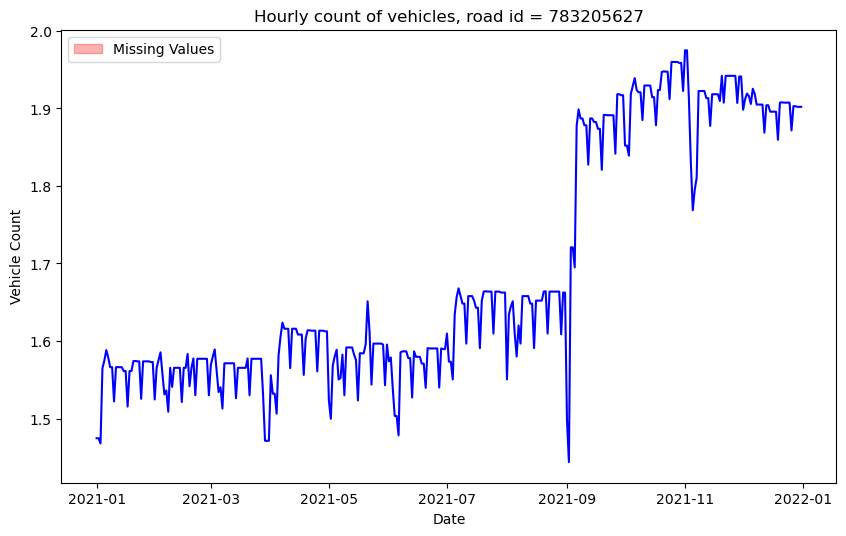 Hourly count of vehicles, road id = 783205627
Missing Values
Vehicle Count
2.0
1.9
1.8
1.7
1.6
1.5
2021-01 2021-03 2021-05 2021-07 2021-09 2021-11 2022-01
Date